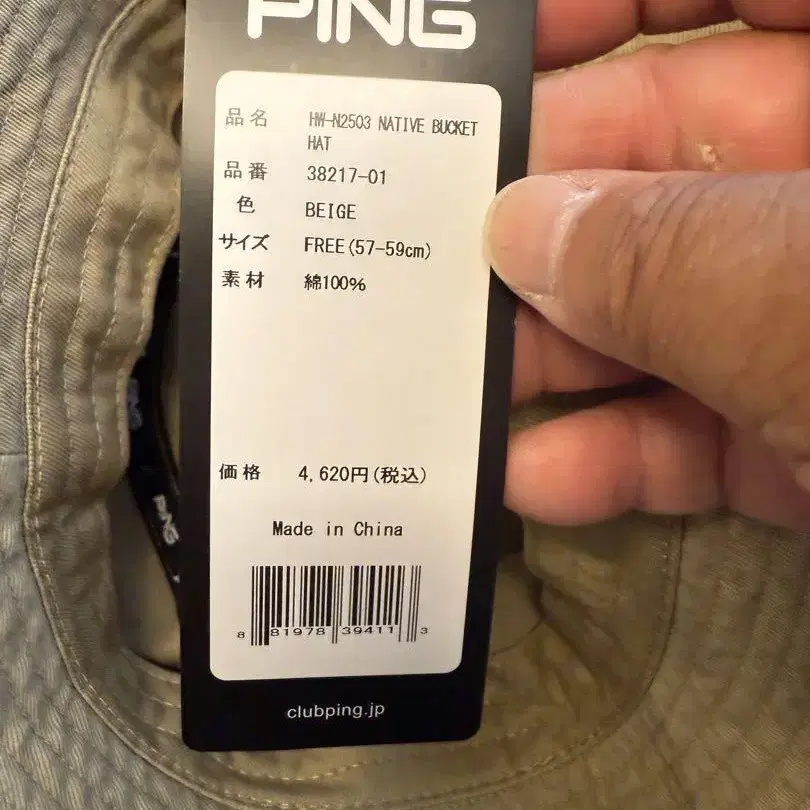 PING
品名 HW-N2503 NATIVE BUCKET
HAT
品番 38217-01
色 BEIGE
サイズ FREE(57-59cm)
素材 綿100%
価格 4,620円(税込)
Made in China
8 81978 39411 3
clubping.jp
PING